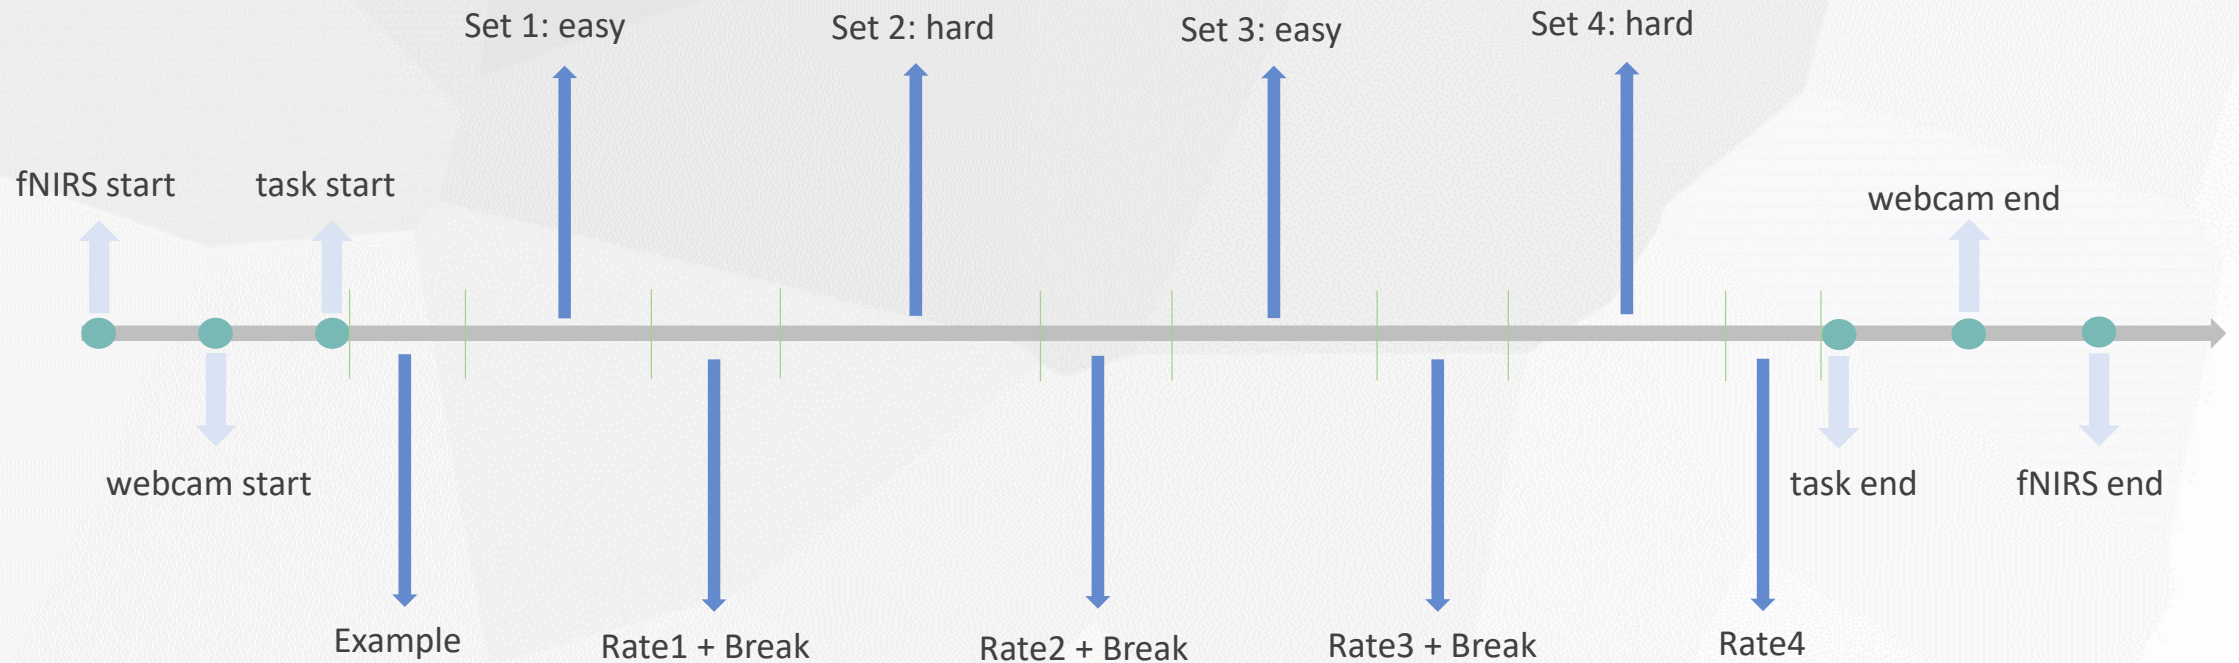 Set 1: easy
Set 2: hard
Set 3: easy
Set 4: hard
fNIRS start
task start
webcam end
webcam start
task end
fNIRS end
Example
Rate1 + Break
Rate2 + Break
Rate3 + Break
Rate4